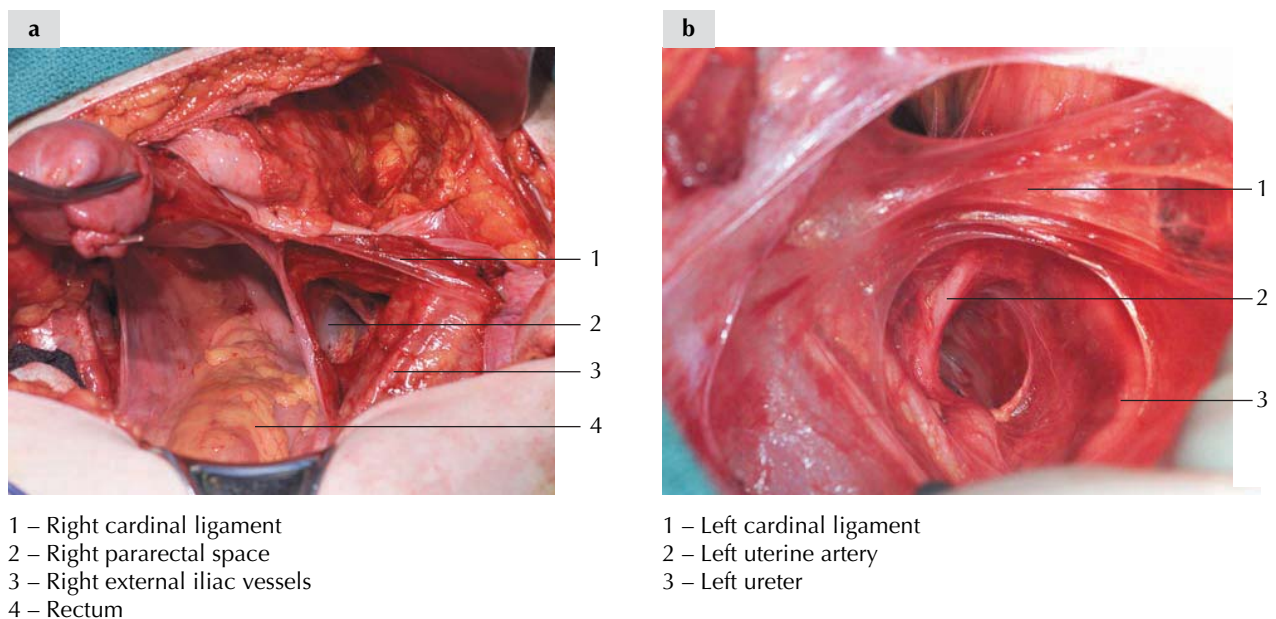 a
b
1
2
3
4
1
2
3
1 – Right cardinal ligament
2 – Right pararectal space
3 – Right external iliac vessels
4 – Rectum
1 – Left cardinal ligament
2 – Left uterine artery
3 – Left ureter